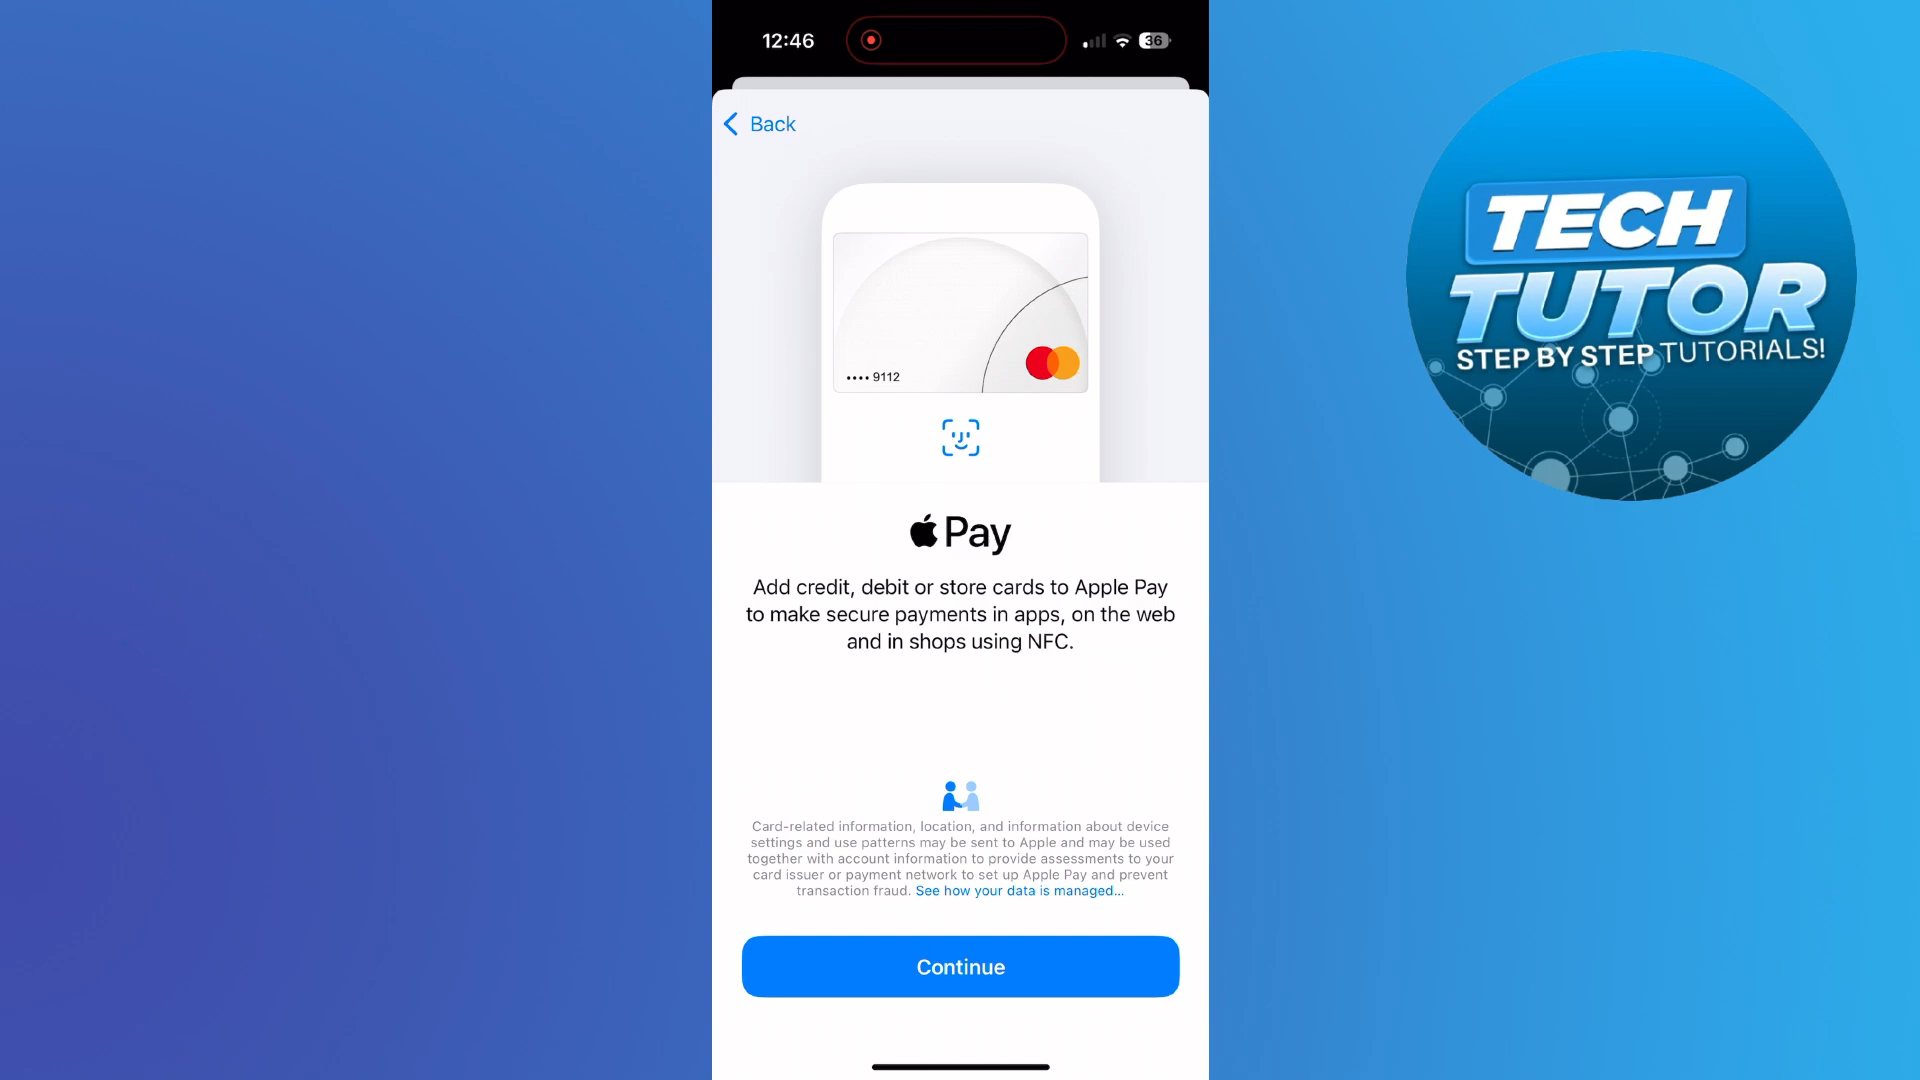 12:46
36
Back
•••• 9112
Pay
Add credit, debit or store cards to Apple Pay
to make secure payments in apps, on the web
and in shops using NFC.
Card-related information, location, and information about device
settings and use patterns may be sent to Apple and may be used
together with account information to provide assessments to your
card issuer or payment network to set up Apple Pay and prevent
transaction fraud. See how your data is managed...
Continue
TECH
TUTOR
STEP BY STEP TUTORIALS!